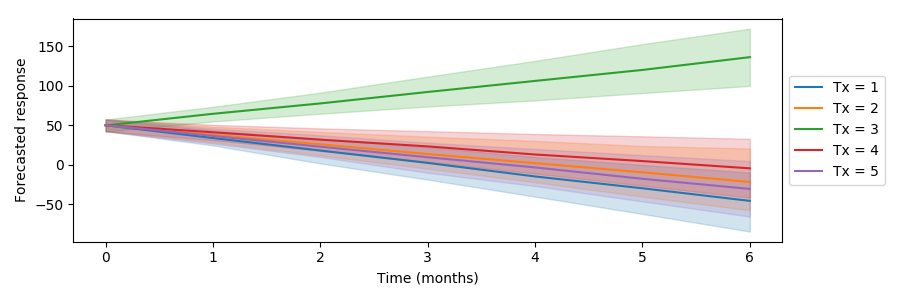 Forecasted response
150
100
50
0
−50
0 1 2 3 4 5 6
Time (months)
Tx = 1
Tx = 2
Tx = 3
Tx = 4
Tx = 5